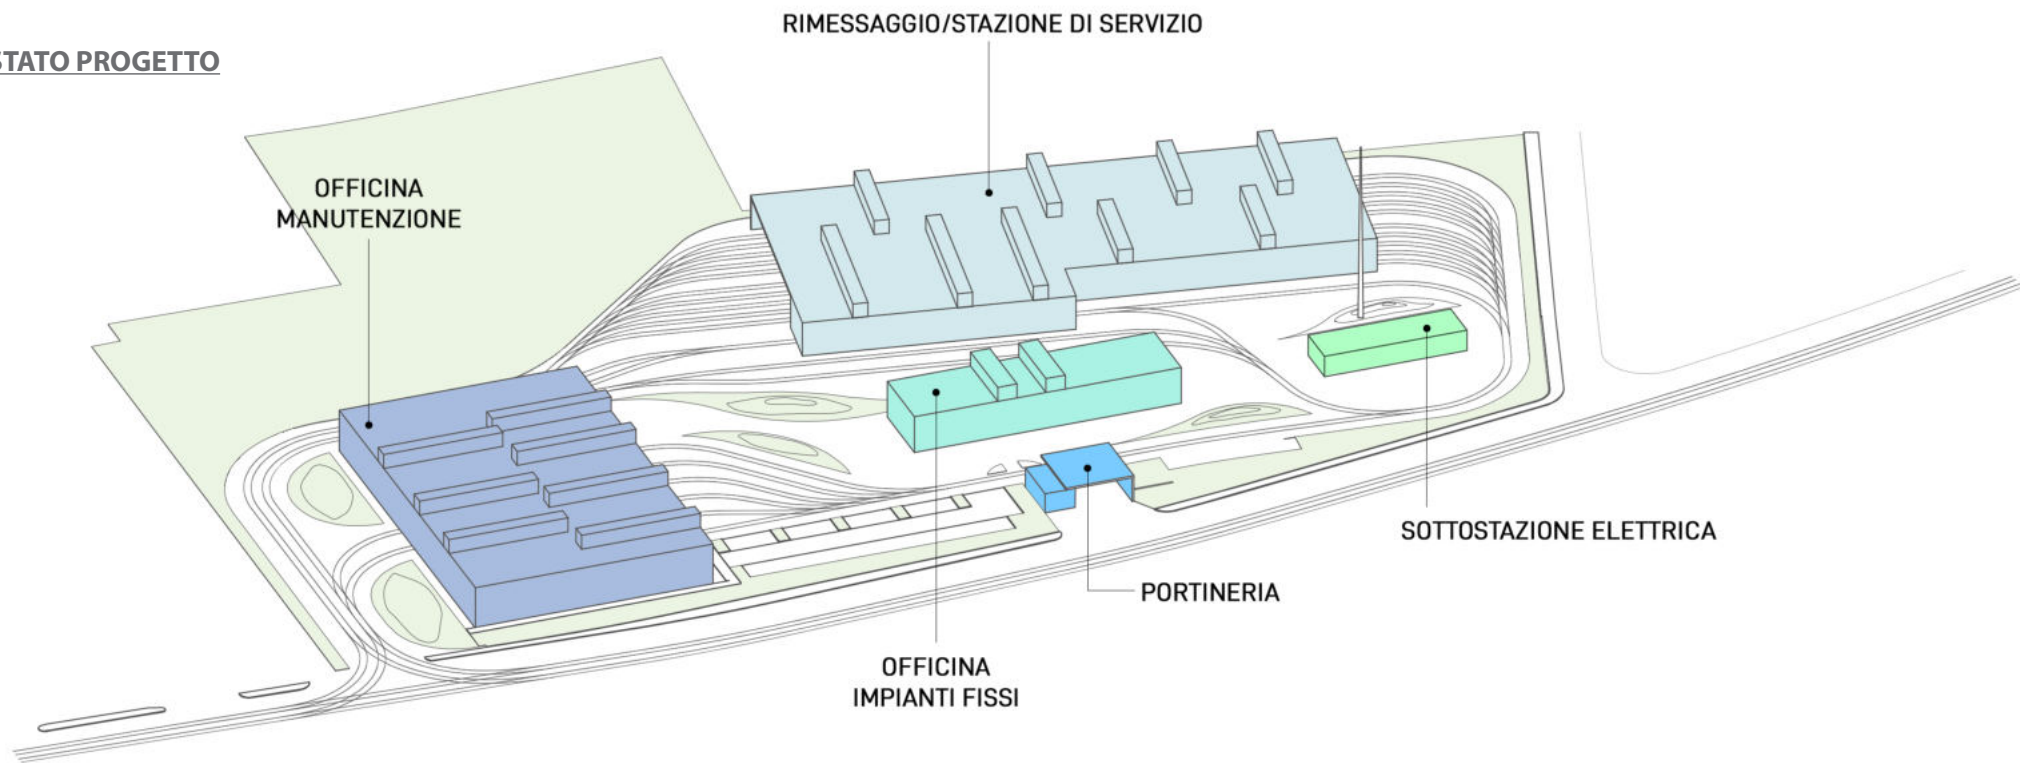 RIMESSAGGIO/STAZIONE DI SERVIZIO
STATO PROGETTO
OFFICINA
MANUTENZIONE
SOTTOSTAZIONE ELETTRICA
PORTINERIA
OFFICINA
IMPIANTI FISSI